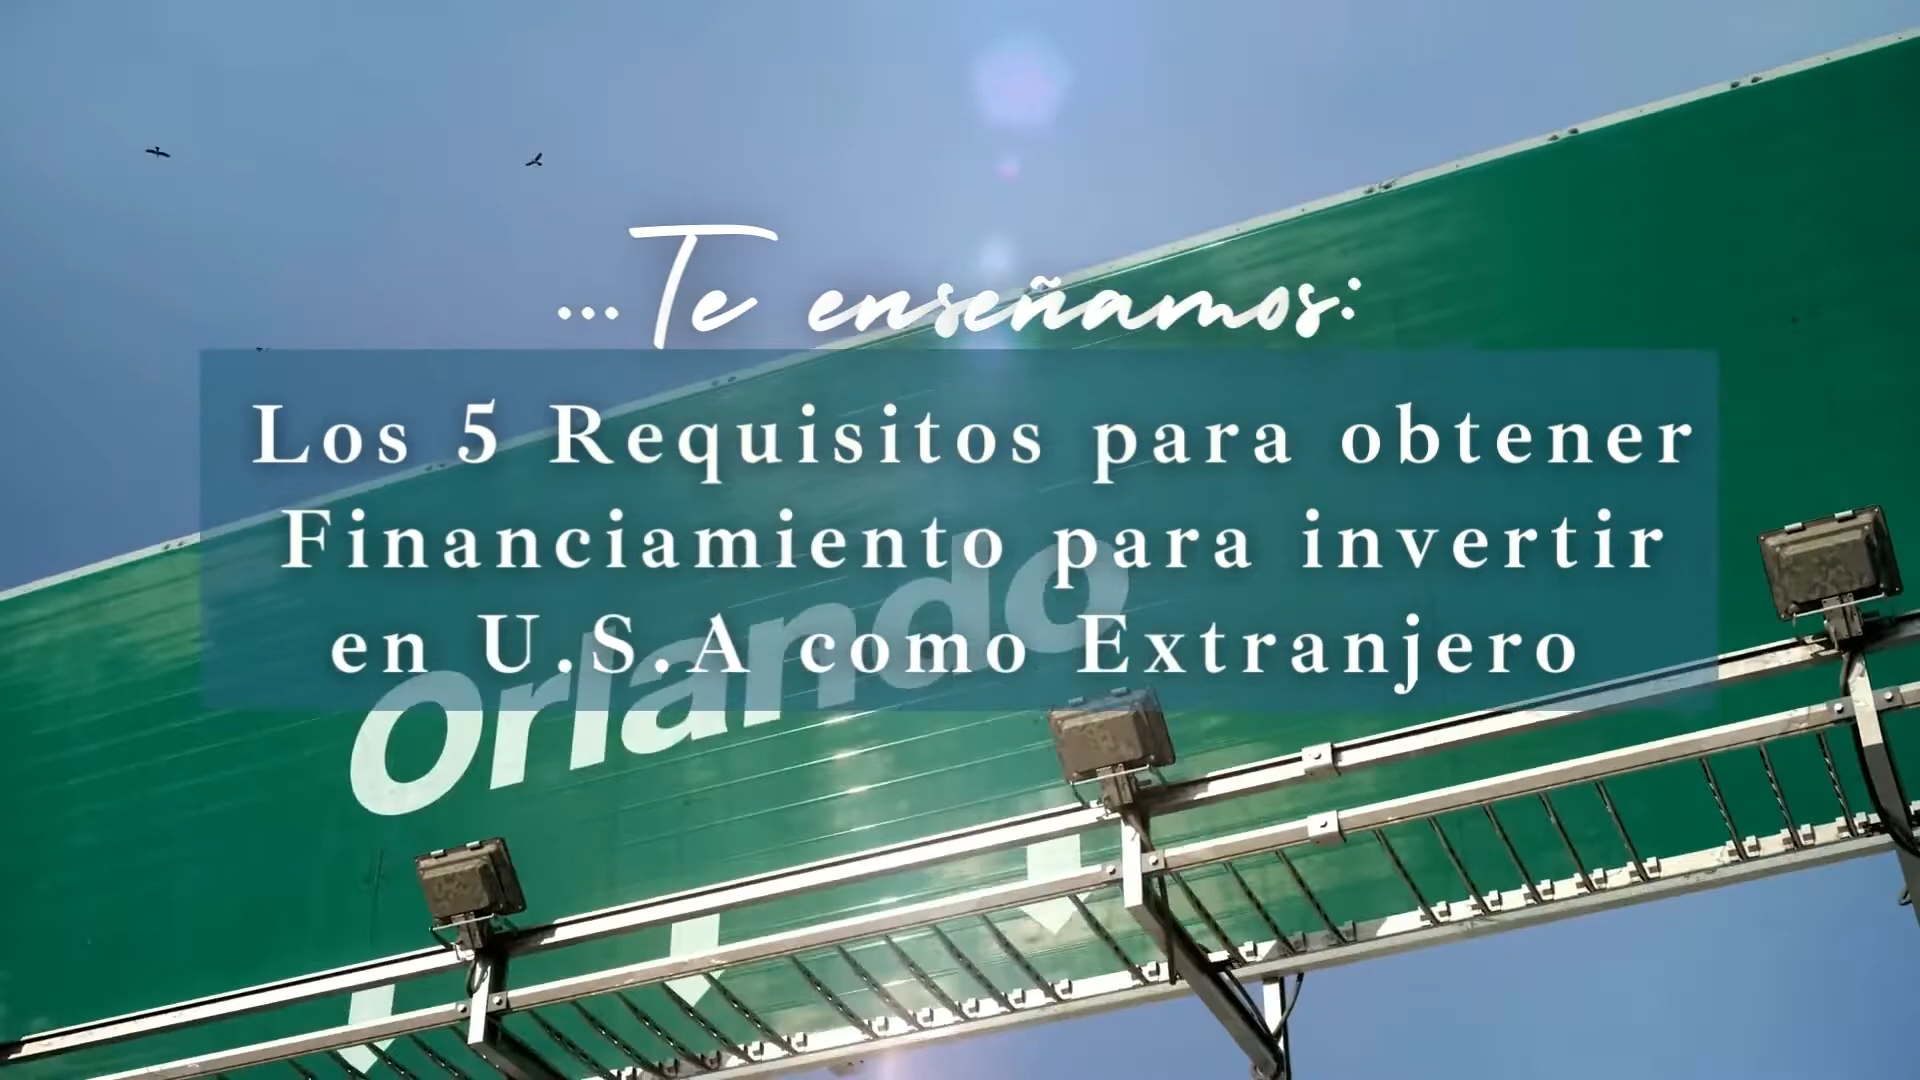 ...Te enseñamos:
Los 5 Requisitos para obtener
Financiamiento para invertir
en U.S.A como Extranjero
Orlando